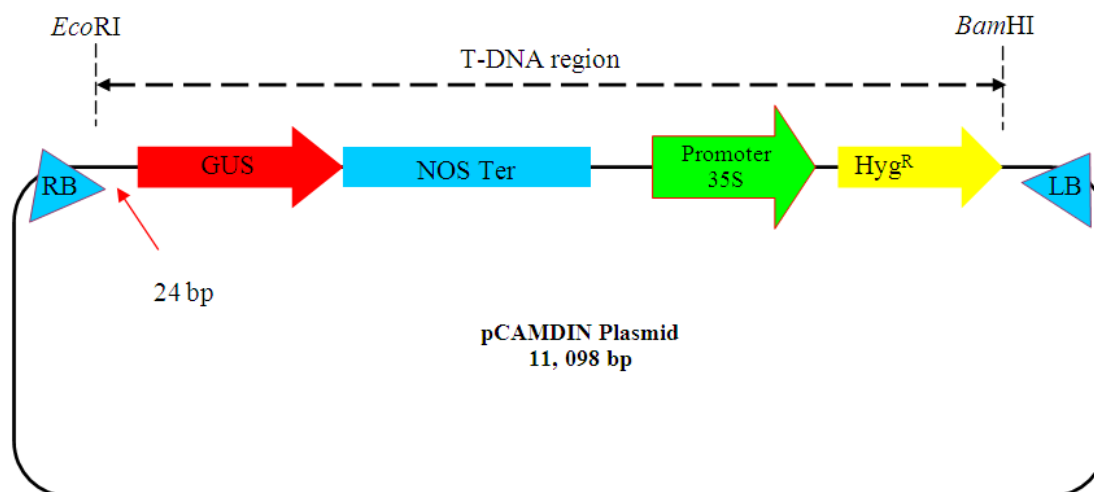 EcoRI
BamHI
T-DNA region
RB
GUS
NOS Ter
Promoter
35S
Hygᴿ
LB
24 bp
pCAMDIN Plasmid
11, 098 bp